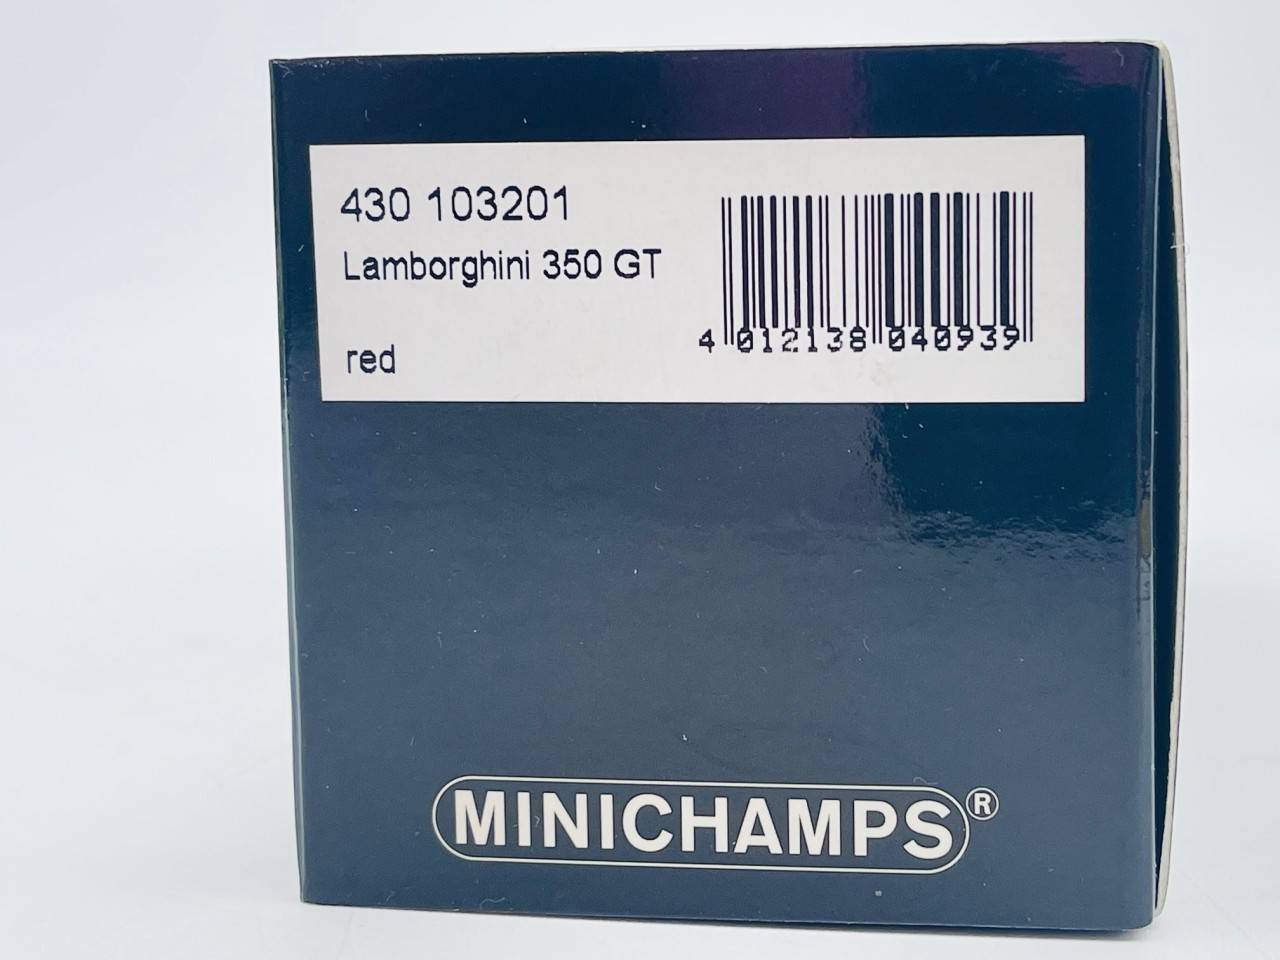 430 103201
Lamborghini 350 GT
red
4 012138 040939
MINICHAMPS®